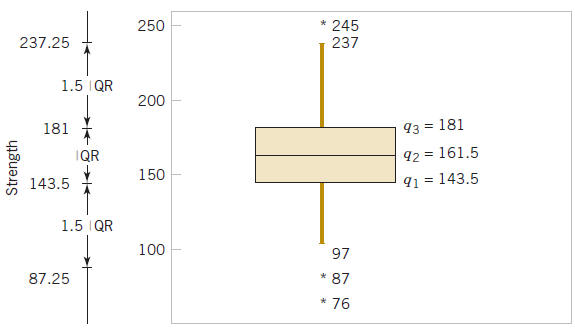 Strength
237.25
1.5 IQR
181
IQR
143.5
1.5 IQR
87.25
250
200
150
100
* 245
237
q3 = 181
q2 = 161.5
q1 = 143.5
97
* 87
* 76